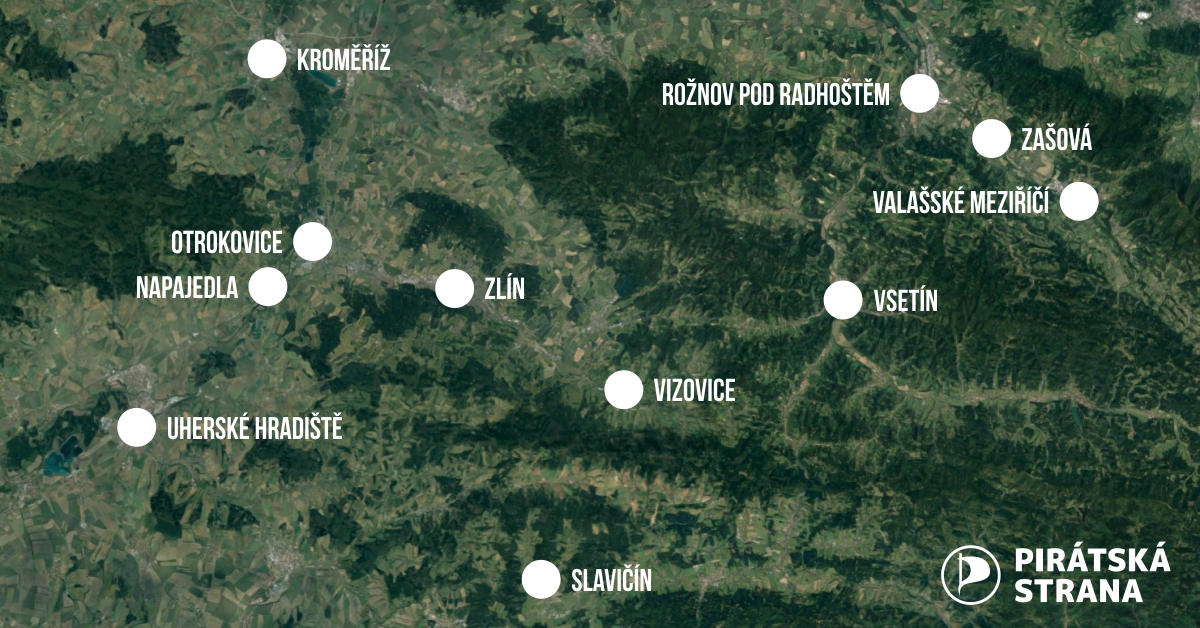 KROMĚŘÍŽ
ROŽNOV POD RADHOŠTĚM
ZAŠOVÁ
VALAŠSKÉ MEZIŘÍČÍ
OTROKOVICE
NAPAJEDLA
ZLÍN
VSETÍN
VIZOVICE
UHERSKÉ HRADIŠTĚ
SLAVIČÍN
PIRÁTSKÁ
STRANA